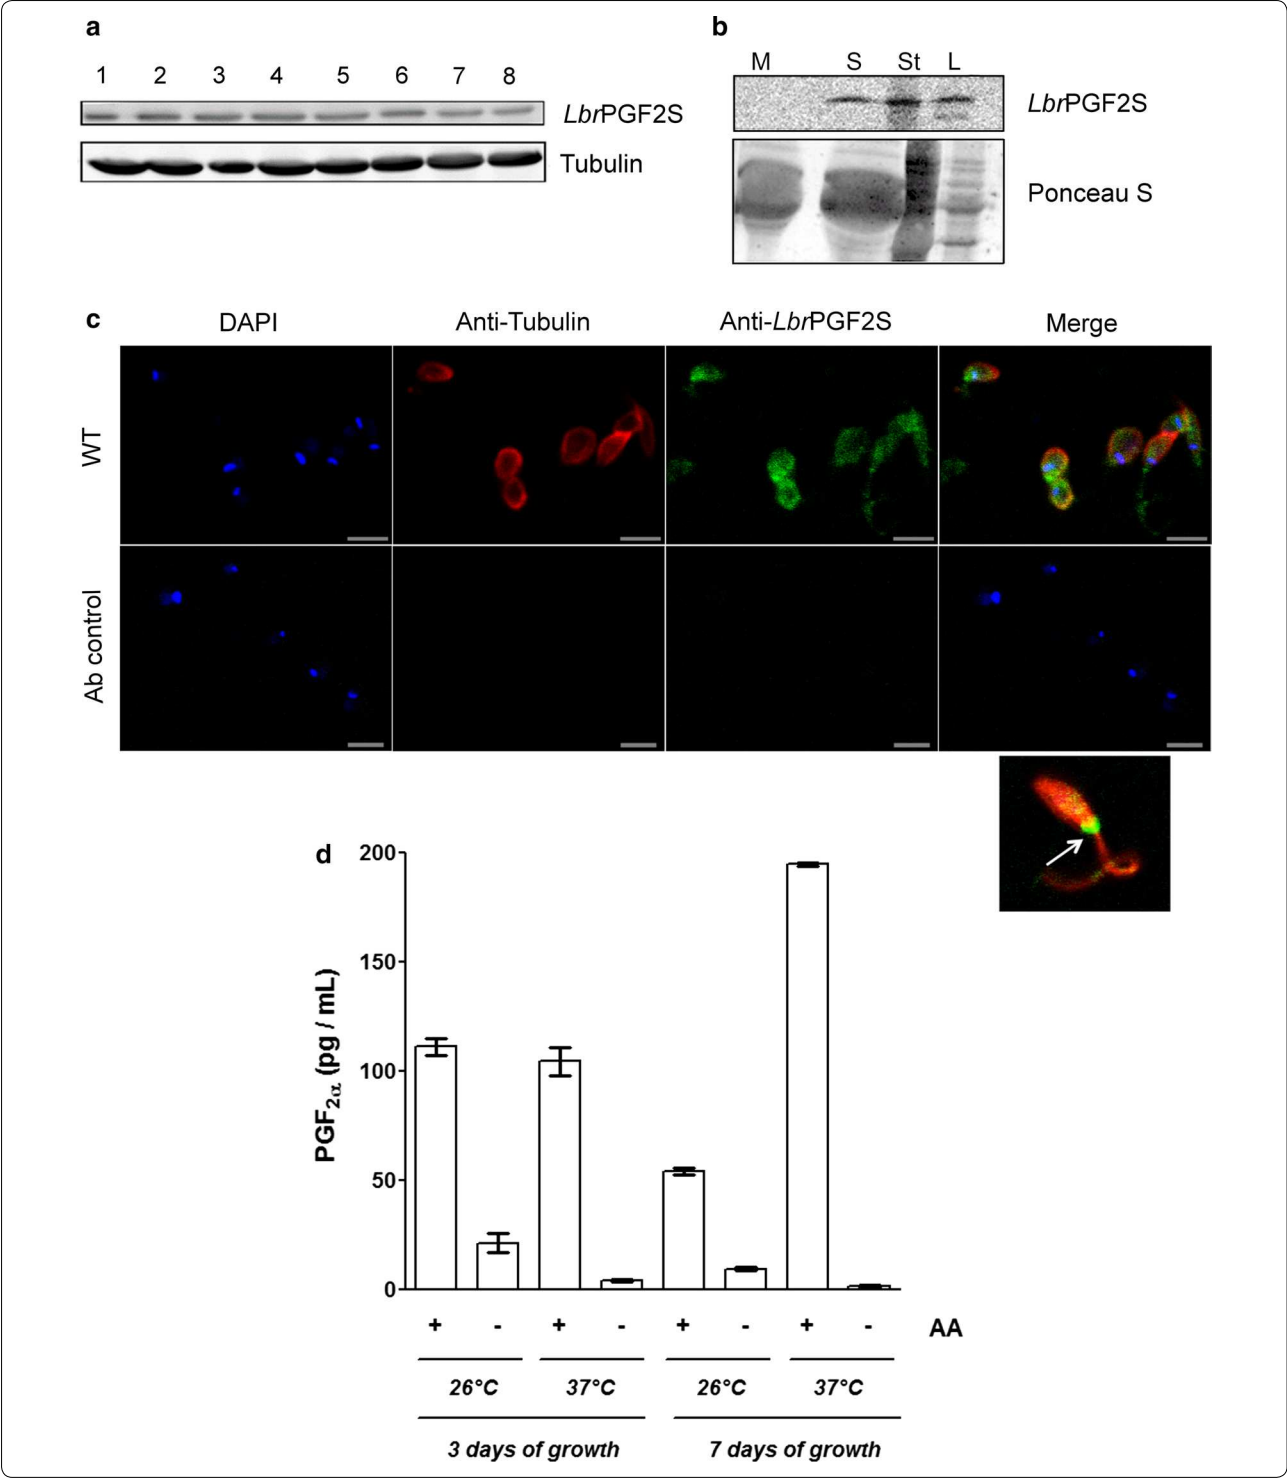 a
1 2 3 4 5 6 7 8
LbrPGF2S
Tubulin
b
M S St L
LbrPGF2S
Ponceau S
c
DAPI Anti-Tubulin Anti-LbrPGF2S Merge
WT
Ab control
d
PGF2α (pg / mL)
200
150
100
50
0
+ - + - + - + - AA
26°C 37°C 26°C 37°C
3 days of growth 7 days of growth